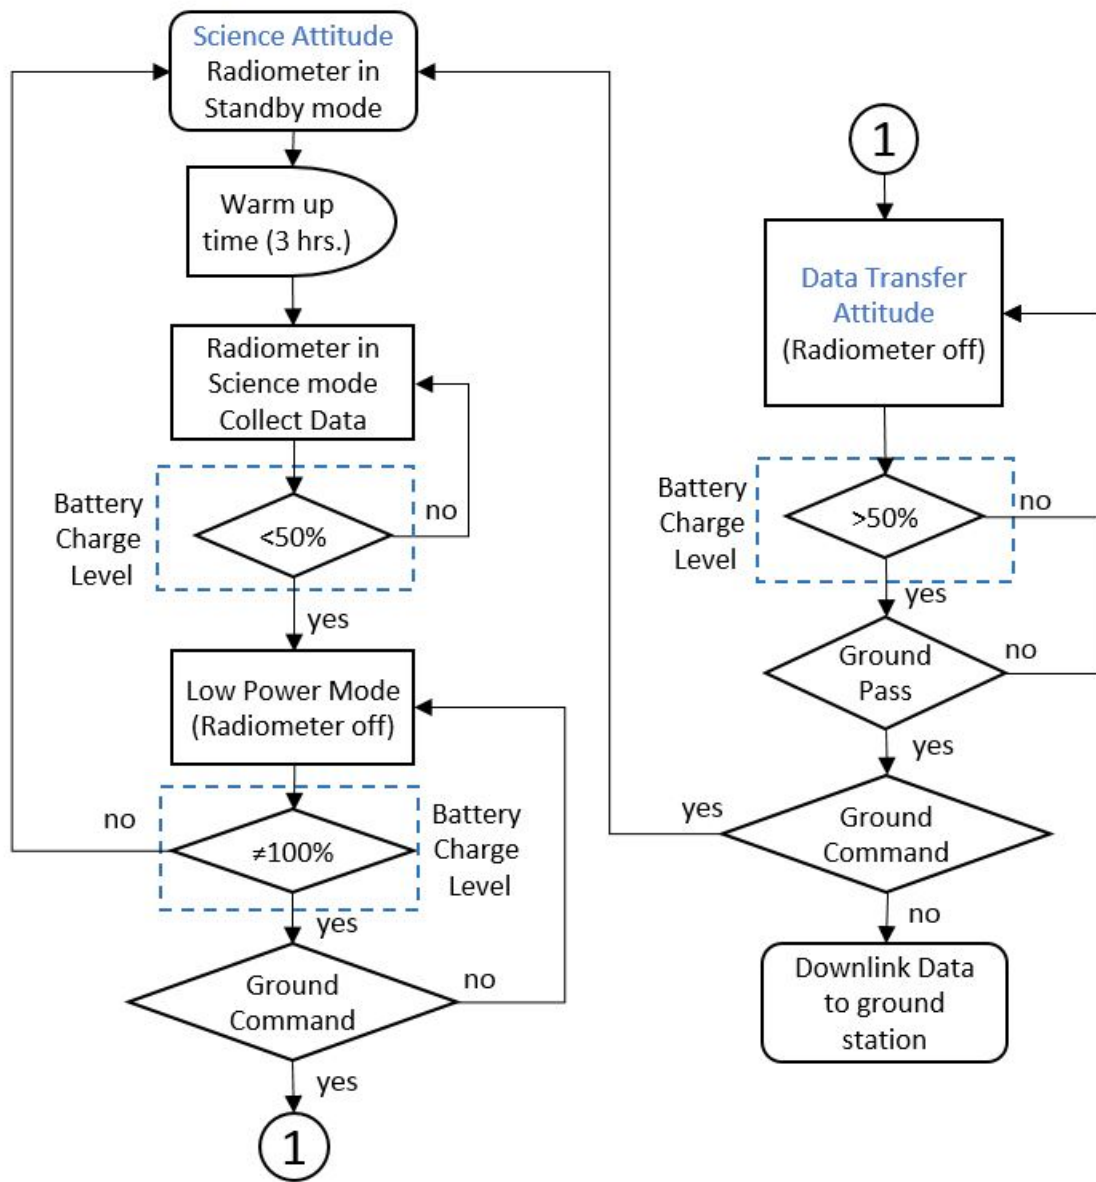 Science Attitude
Radiometer in
Standby mode
Warm up
time (3 hrs.)
Radiometer in
Science mode
Collect Data
Battery
Charge
Level
<50%
no
yes
Low Power Mode
(Radiometer off)
no
≠100%
Battery
Charge
Level
yes
Ground
Command
no
yes
1
1
Data Transfer
Attitude
(Radiometer off)
Battery
Charge
Level
>50%
no
yes
Ground
Pass
no
yes
yes
Ground
Command
no
Downlink Data
to ground
station